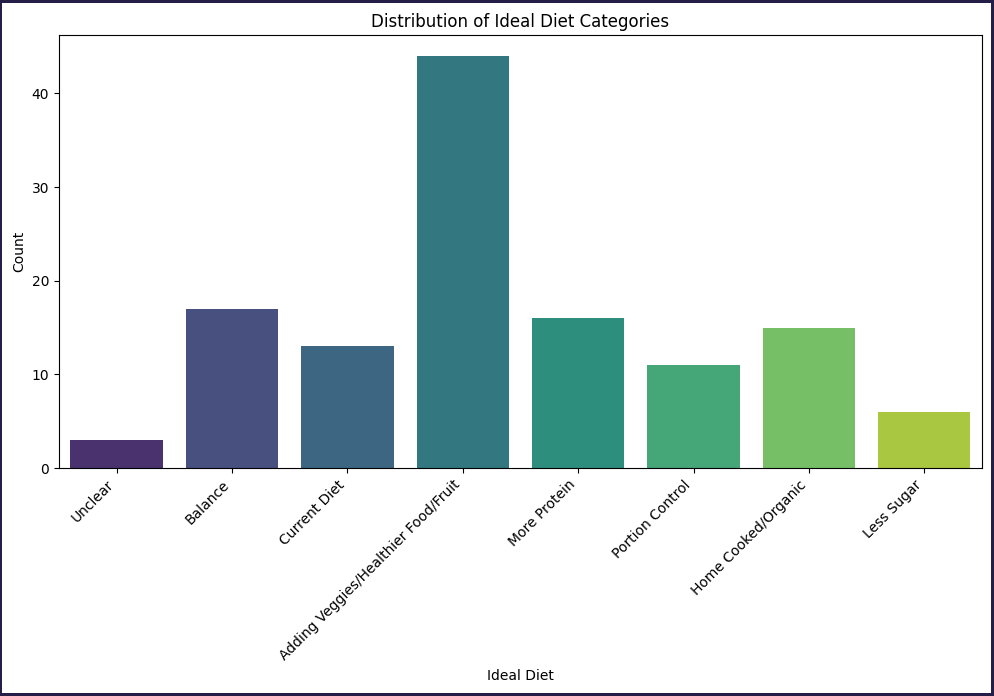 Distribution of Ideal Diet Categories
Count
40
30
20
10
0
Unclear
Balance
Current Diet
Adding Veggies/Healthier Food/Fruit
More Protein
Portion Control
Home Cooked/Organic
Less Sugar
Ideal Diet